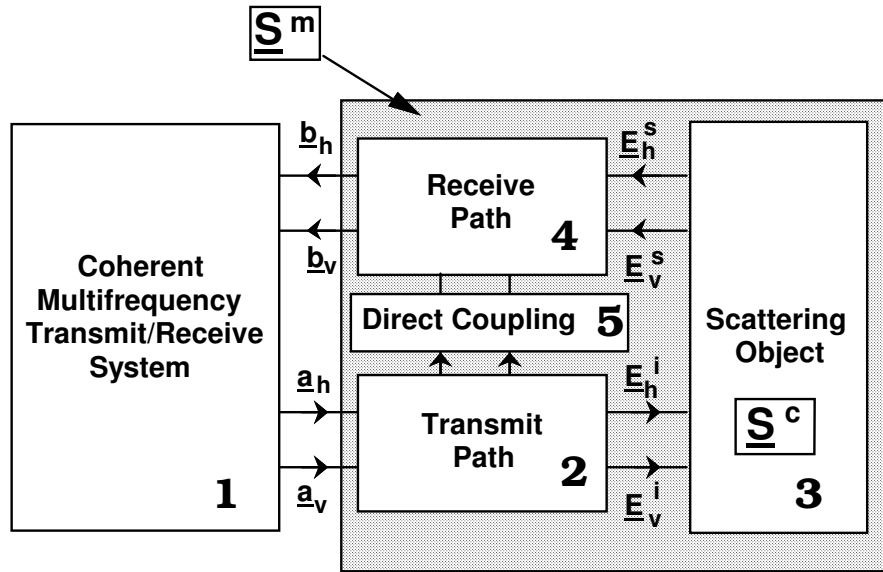 S m
b h
b v
E h s
E v s
Receive
Path
4
Coherent
Multifrequency
Transmit/Receive
System
1
Direct Coupling 5
Scattering
Object
S c
3
a h
a v
E h i
E v i
Transmit
Path
2